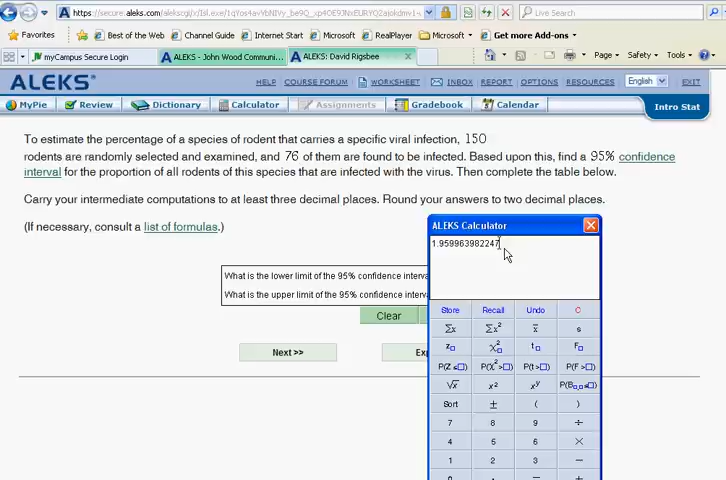 https://secure.aleks.com/alekscgi/x/Isl.exe/
Live Search
Favorites Best of the Web Channel Guide Internet Start Microsoft RealPlayer Microsoft Get More Add-ons
myCampus Secure Login ALEKS - John Wood Communi... ALEKS: David Rigsbee Page Safety Tools
ALEKS HELP COURSE FORUM WORKSHEET INBOX REPORT OPTIONS RESOURCES English EXIT
MyPie Review Dictionary Calculator Assignments Gradebook Calendar Intro Stat
To estimate the percentage of a species of rodent that carries a specific viral infection, 150
rodents are randomly selected and examined, and 76 of them are found to be infected. Based upon this, find a 95% confidence
interval for the proportion of all rodents of this species that are infected with the virus. Then complete the table below.
Carry your intermediate computations to at least three decimal places. Round your answers to two decimal places.
(If necessary, consult a list of formulas.)
ALEKS Calculator
1.959963982247
What is the lower limit of the 95% confidence interva
What is the upper limit of the 95% confidence interva
Clear
Next >> Exp
Store Recall Undo C
Σx Σx² x̄ s
z χ² t F
P(Z≤ ) P(χ²> ) P(t> ) P(F> )
√x x² xʸ P(B ≤ )
Sort ± ( )
7 8 9 ÷
4 5 6 ×
1 2 3 −
0 . +